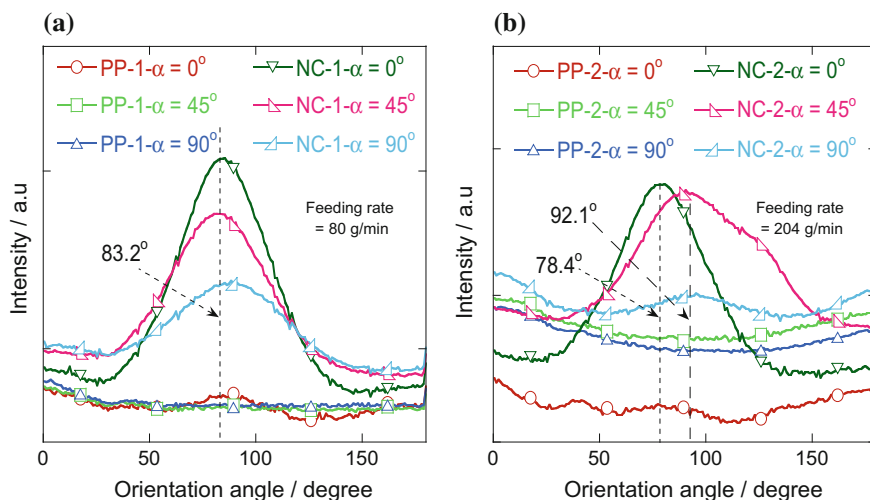 (a)
PP-1-α = 0°
NC-1-α = 0°
PP-1-α = 45°
NC-1-α = 45°
PP-1-α = 90°
NC-1-α = 90°
Feeding rate
= 80 g/min
83.2°
Intensity / a.u
0 50 100 150
Orientation angle / degree
(b)
PP-2-α = 0°
NC-2-α = 0°
PP-2-α = 45°
NC-2-α = 45°
PP-2-α = 90°
NC-2-α = 90°
92.1°
Feeding rate
= 204 g/min
78.4°
Intensity / a.u
0 50 100 150
Orientation angle / degree